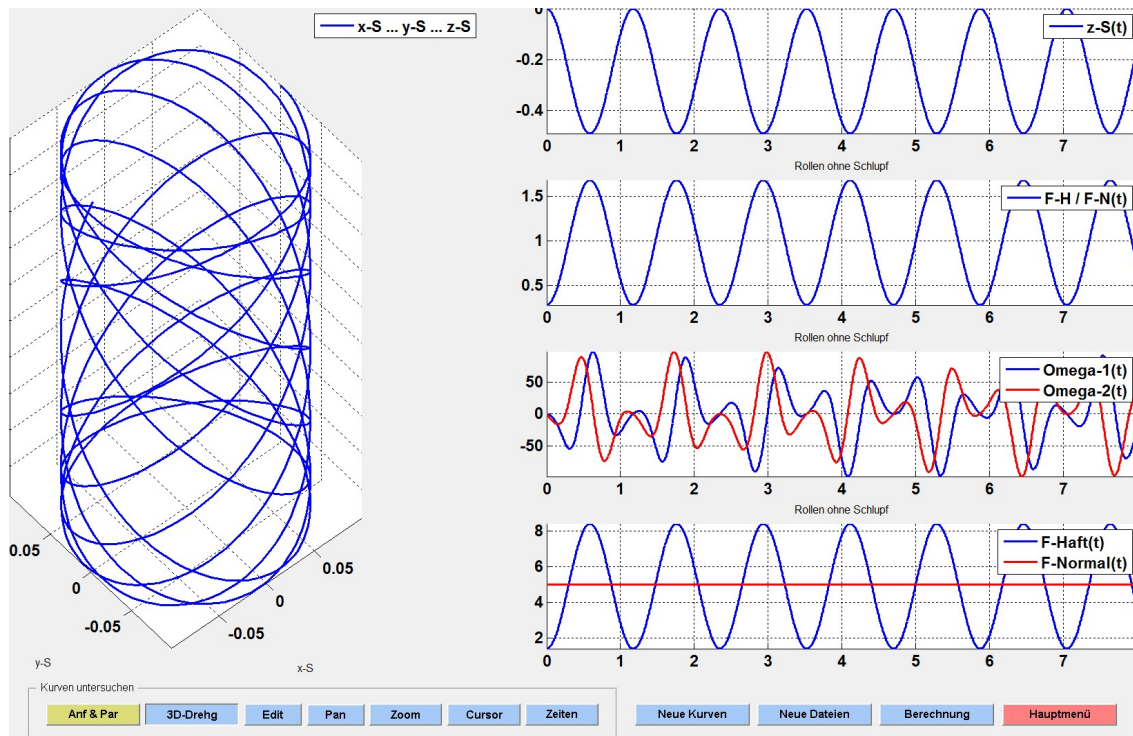 x-S ... y-S ... z-S
0.05
0
-0.05
y-S
-0.05
0
0.05
x-S
z-S(t)
0
-0.2
-0.4
0 1 2 3 4 5 6 7
Rollen ohne Schlupf
F-H / F-N(t)
1.5
1
0.5
0 1 2 3 4 5 6 7
Rollen ohne Schlupf
Omega-1(t)
Omega-2(t)
50
0
-50
0 1 2 3 4 5 6 7
Rollen ohne Schlupf
F-Haft(t)
F-Normal(t)
8
6
4
2
0 1 2 3 4 5 6 7
Kurven untersuchen
Anf & Par 3D-Drehg Edit Pan Zoom Cursor Zeiten
Neue Kurven Neue Dateien Berechnung Hauptmenü